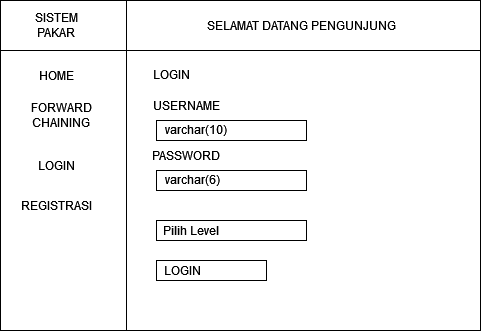 SISTEM
PAKAR
SELAMAT DATANG PENGUNJUNG
HOME
FORWARD
CHAINING
LOGIN
REGISTRASI
LOGIN
USERNAME
varchar(10)
PASSWORD
varchar(6)
Pilih Level
LOGIN